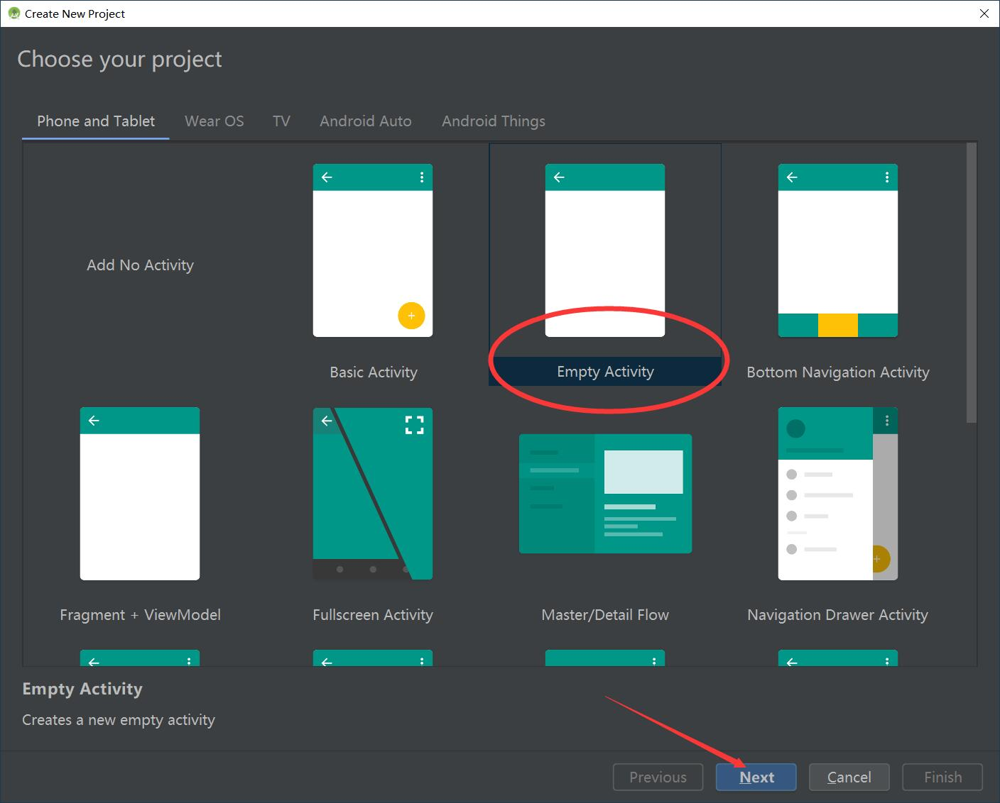 Create New Project
Choose your project
Phone and Tablet
Wear OS
TV
Android Auto
Android Things
Add No Activity
Basic Activity
Empty Activity
Bottom Navigation Activity
Fragment + ViewModel
Fullscreen Activity
Master/Detail Flow
Navigation Drawer Activity
Empty Activity
Creates a new empty activity
Previous
Next
Cancel
Finish